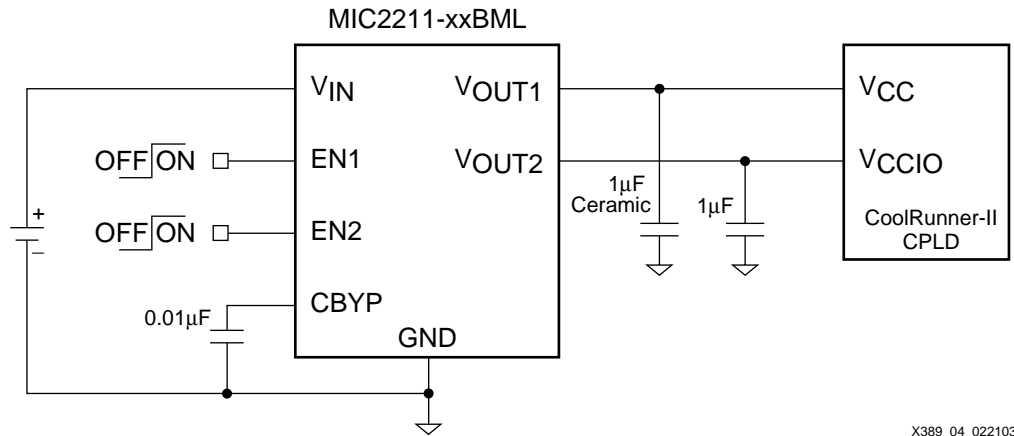 MIC2211-xxBML
VIN VOUT1 VCC
OFF ON EN1 VOUT2 VCCIO
1μF
Ceramic
1μF
CoolRunner-II
CPLD
+
OFF ON EN2
–
0.01μF
CBYP
GND
X389_04_022103